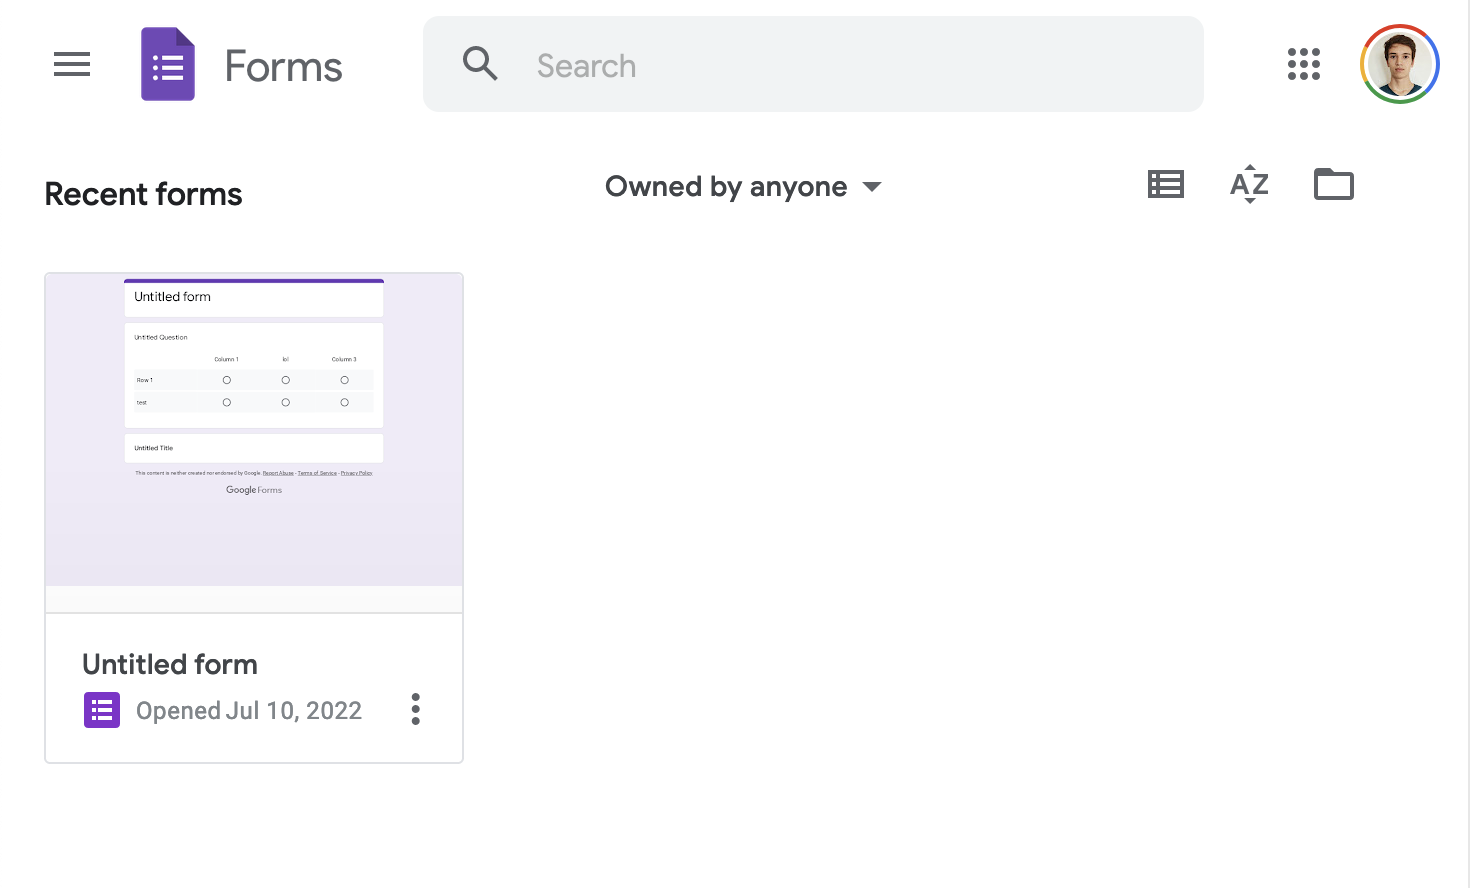 Forms
Search
Recent forms
Owned by anyone
AZ
Untitled form
Untitled Question
Column 1 lol Column 3
Row 1
test
Untitled Title
This content is neither created nor endorsed by Google. Report Abuse - Terms of Service - Privacy Policy
Google Forms
Untitled form
Opened Jul 10, 2022